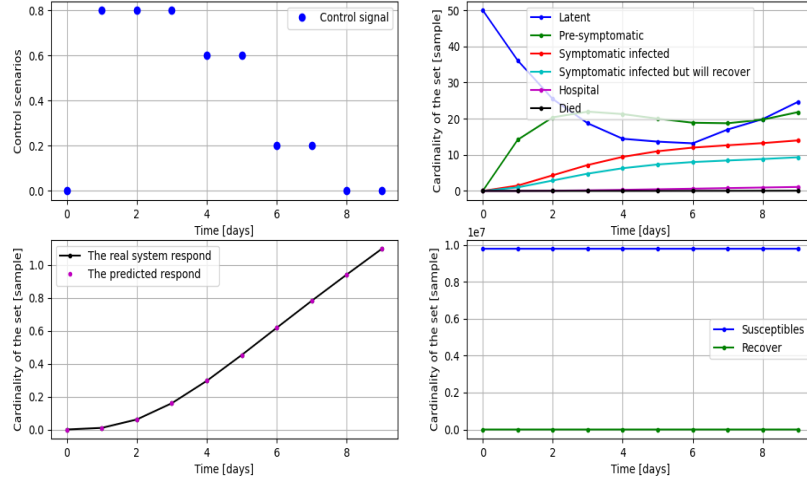 Control scenarios
0.8
0.6
0.4
0.2
0.0
Control signal
0 2 4 6 8
Time [days]
Cardinality of the set [sample]
50
40
30
20
10
0
Latent
Pre-symptomatic
Symptomatic infected
Symptomatic infected but will recover
Hospital
Died
0 2 4 6 8
Time [days]
Cardinality of the set [sample]
1.0
0.8
0.6
0.4
0.2
0.0
The real system respond
The predicted respond
0 2 4 6 8
Time [days]
Cardinality of the set [sample]
1e7
1.0
0.8
0.6
0.4
0.2
0.0
Susceptibles
Recover
0 2 4 6 8
Time [days]